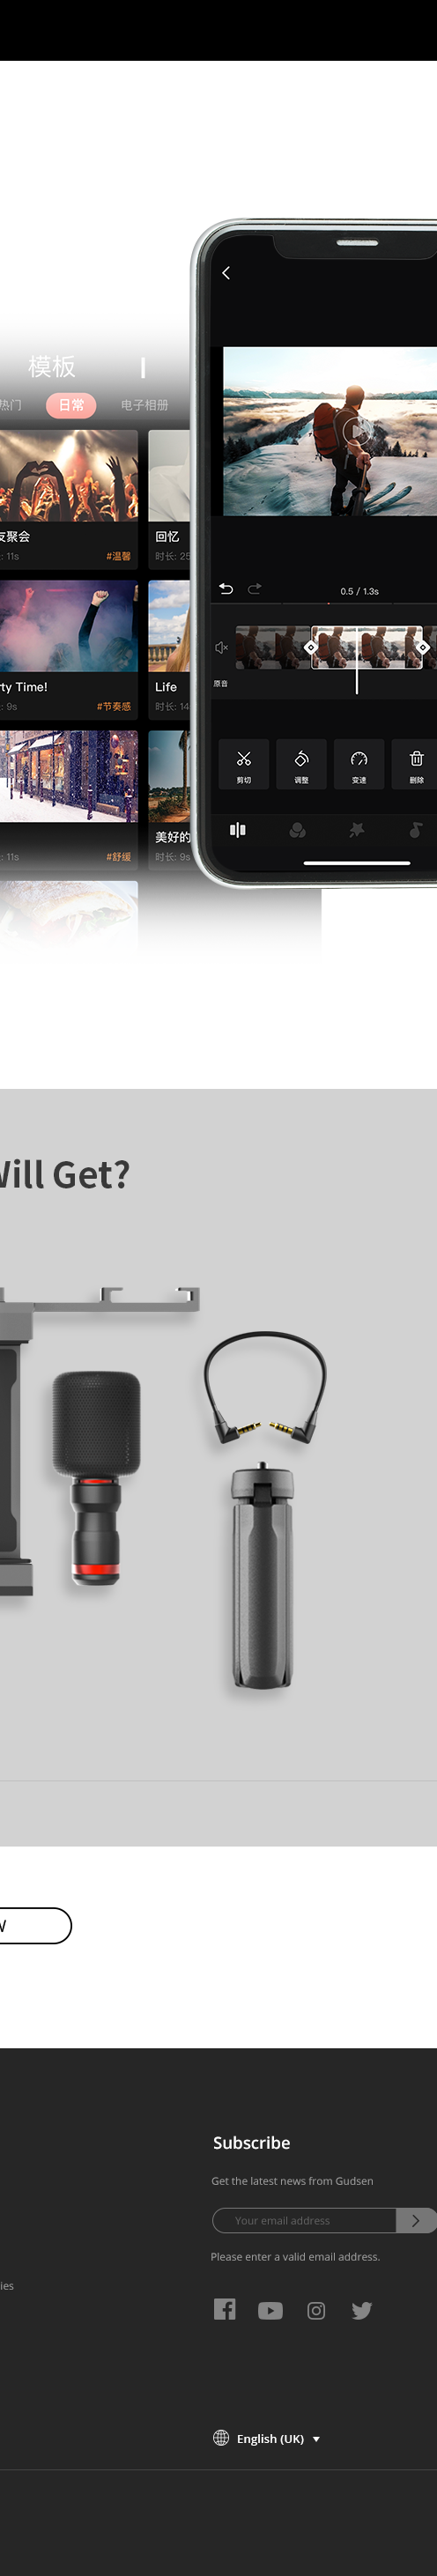 模板
热门 日常 电子相册
友聚会
: 11s #温馨
回忆
时长: 25
rty Time!
: 9s #节奏感
Life
时长: 14
: 11s #舒缓
美好的
时长: 9s
0.5 / 1.3s
原音
剪切 调整 变速 删除
Will Get?
W
Subscribe
Get the latest news from Gudsen
Your email address
Please enter a valid email address.
ies
English (UK)